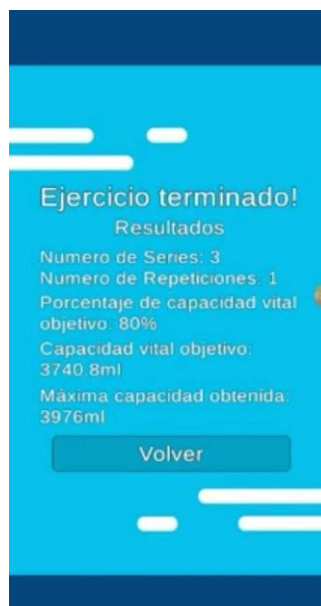 Ejercicio terminado!
Resultados
Numero de Series: 3
Numero de Repeticiones: 1
Porcentaje de capacidad vital
objetivo: 80%
Capacidad vital objetivo:
3740.8ml
Máxima capacidad obtenida:
3976ml
Volver